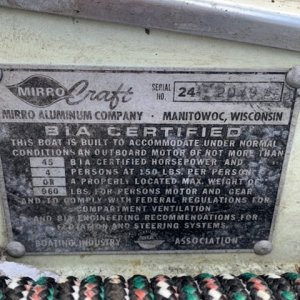 MIRRO Craft
SERIAL NO. 24
MIRRO ALUMINUM COMPANY · MANITOWOC, WISCONSIN
BIA CERTIFIED
THIS BOAT IS BUILT TO ACCOMMODATE UNDER NORMAL
CONDITIONS AN OUTBOARD MOTOR OF NOT MORE THAN
45 BIA CERTIFIED HORSEPOWER AND
4 PERSONS AT 150 LBS. PER PERSON
OR A PROPERLY LOCATED MAX. WEIGHT OF
960 LBS. FOR PERSONS MOTOR AND GEAR
AND TO COMPLY WITH FEDERAL REGULATIONS FOR
COMPARTMENT VENTILATION
AND BIA ENGINEERING RECOMMENDATIONS FOR
FLOTATION AND STEERING SYSTEMS.
BOATING INDUSTRY MIRRO ASSOCIATION